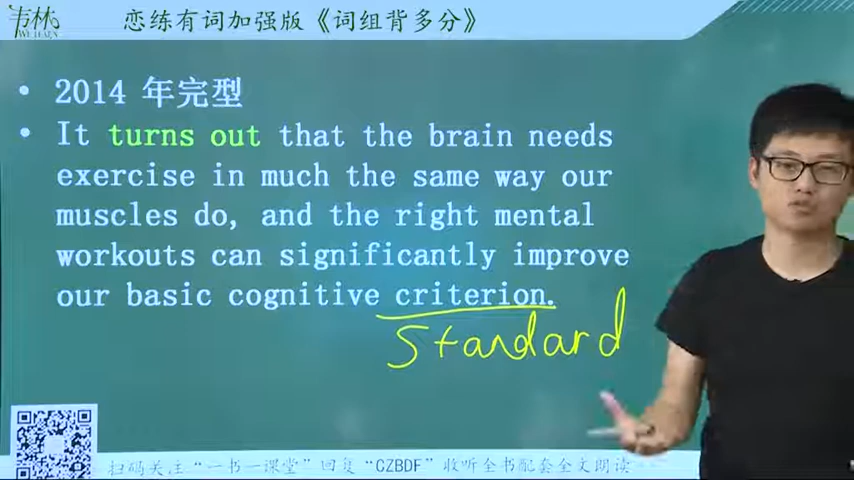 韦林
WE LEARN
恋练有词加强版《词组背多分》
• 2014 年完型
• It turns out that the brain needs
exercise in much the same way our
muscles do, and the right mental
workouts can significantly improve
our basic cognitive criterion.
standard
扫码关注“一书一课堂”回复“CZBDF”收听全书配套全文朗读